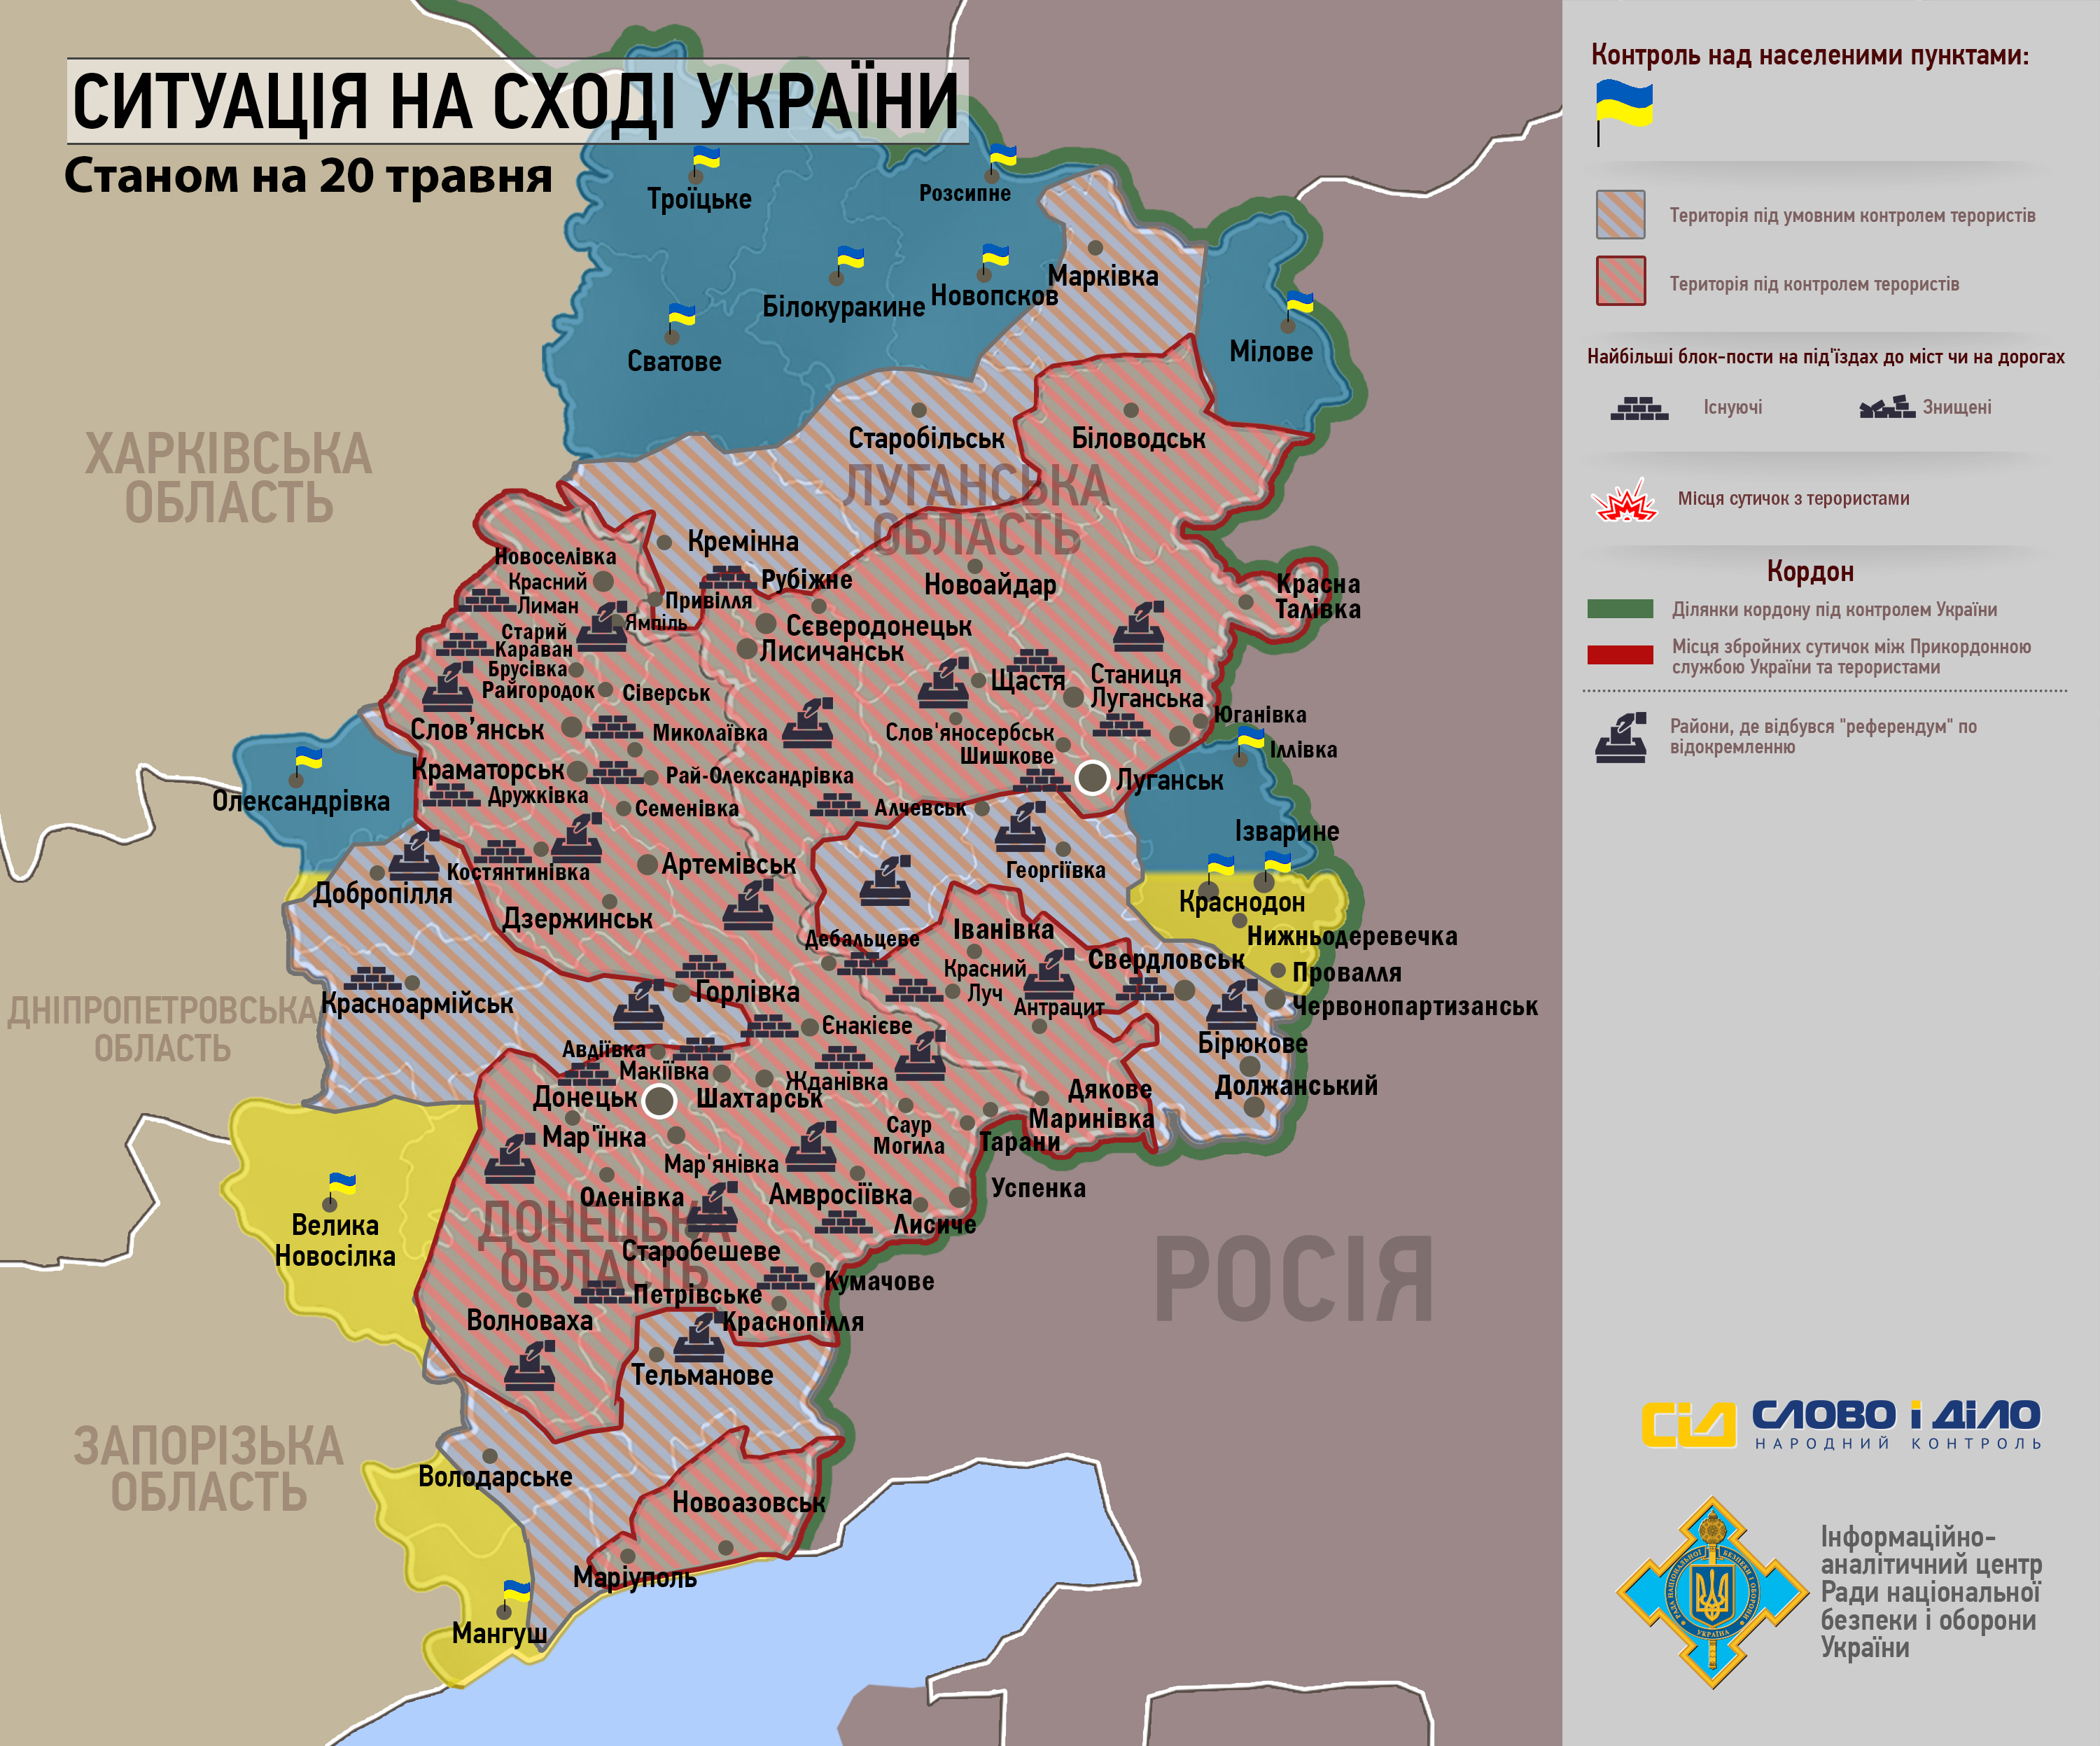 СИТУАЦІЯ НА СХОДІ УКРАЇНИ
Станом на 20 травня
Троїцьке
Розсипне
Марківка
Білокуракине
Новопсков
Сватове
Мілове
ХАРКІВСЬКА
ОБЛАСТЬ
Старобільськ
Біловодськ
ЛУГАНСЬКА
ОБЛАСТЬ
Кремінна
Новоселівка
Рубіжне
Новоайдар
Красний
Лиман
Привілля
Красна
Талівка
Ямпіль
Сєверодонецьк
Старий
Караван
Лисичанськ
Брусівка
Райгородок
Сіверськ
Щастя
Станиця
Луганська
Слов'янськ
Миколаївка
Слов'яносербськ
Шишкове
Юганівка
Іллівка
Краматорськ
Рай-Олександрівка
Луганськ
Дружківка
Семенівка
Алчевськ
Олександрівка
Ізварине
Костянтинівка
Артемівськ
Георгіївка
Добропілля
Краснодон
Дзержинськ
Дебальцеве
Іванівка
Нижньодеревечка
Свердловськ
Провалля
Красний
Луч
Антрацит
Червонопартизанськ
ДНІПРОПЕТРОВСЬКА
ОБЛАСТЬ
Красноармійськ
Горлівка
Єнакієве
Бірюкове
Авдіївка
Макіївка
Жданівка
Должанський
Донецьк
Шахтарськ
Дякове
Маринівка
Саур
Могила
Тарани
Мар'їнка
Мар'янівка
Оленівка
Амвросіївка
Успенка
Лисиче
ДОНЕЦЬКА
ОБЛАСТЬ
Велика
Новосілка
Старобешеве
Петрівське
Кумачове
Волноваха
Краснопілля
РОСІЯ
Тельманове
ЗАПОРІЗЬКА
ОБЛАСТЬ
Володарське
Новоазовськ
Маріуполь
Мангуш
Контроль над населеними пунктами:
Територія під умовним контролем терористів
Територія під контролем терористів
Найбільші блок-пости на під'їздах до міст чи на дорогах
Існуючі
Знищені
Місця сутичок з терористами
Кордон
Ділянки кордону під контролем України
Місця збройних сутичок між Прикордонною
службою України та терористами
Райони, де відбувся "референдум" по
відокремленню
СіД СЛОВО і ДіЛО
НАРОДНИЙ КОНТРОЛЬ
Інформаційно-
аналітичний центр
Ради національної
безпеки і оборони
України
РАДА НАЦІОНАЛЬНОЇ БЕЗПЕКИ І ОБОРОНИ
УКРАЇНА